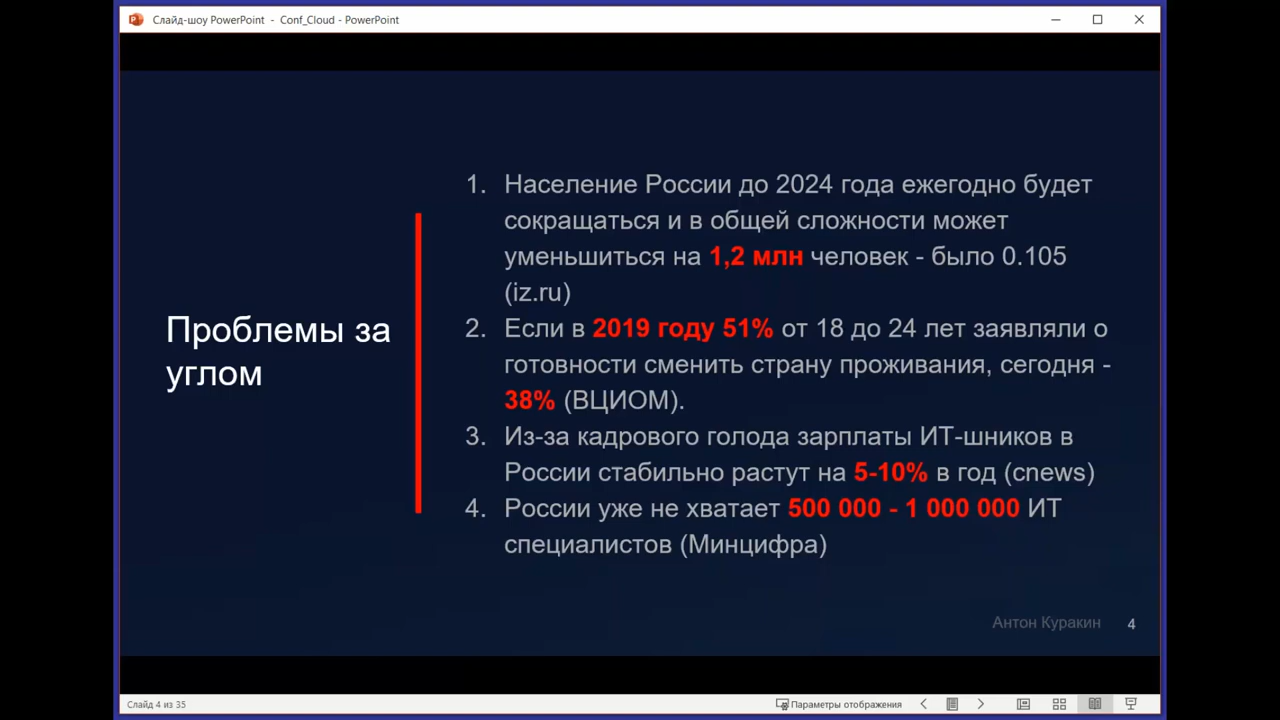 Слайд-шоу PowerPoint - Conf_Cloud - PowerPoint
Проблемы за
углом
1. Население России до 2024 года ежегодно будет
сокращаться и в общей сложности может
уменьшиться на 1,2 млн человек - было 0.105
(iz.ru)
2. Если в 2019 году 51% от 18 до 24 лет заявляли о
готовности сменить страну проживания, сегодня -
38% (ВЦИОМ).
3. Из-за кадрового голода зарплаты ИТ-шников в
России стабильно растут на 5-10% в год (cnews)
4. России уже не хватает 500 000 - 1 000 000 ИТ
специалистов (Минцифра)
Антон Куракин 4
Слайд 4 из 35 Параметры отображения